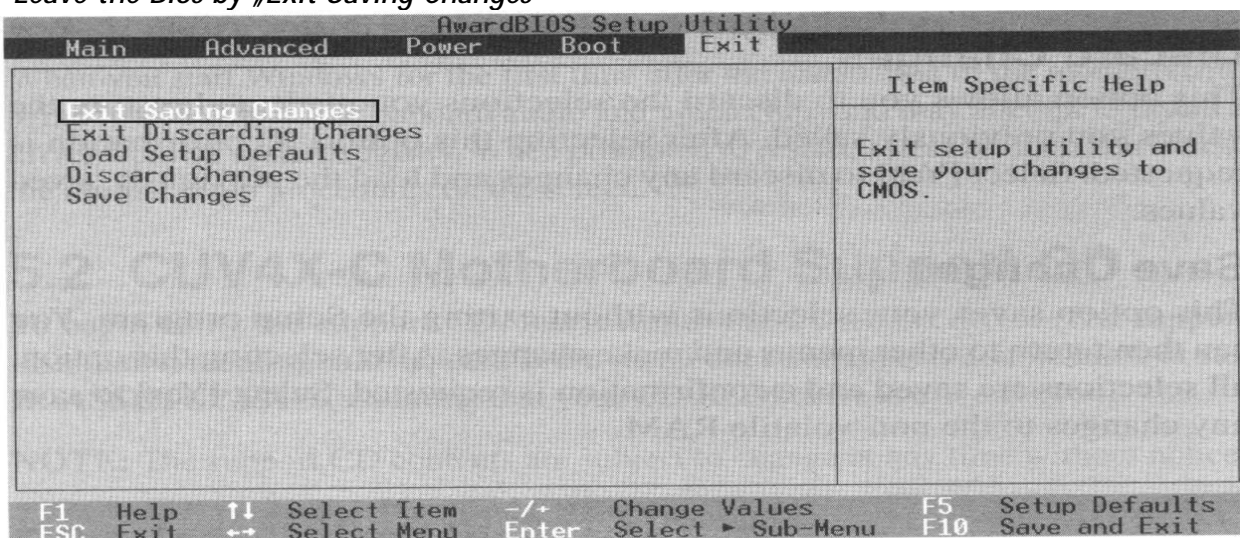 Leave the Bios by „Exit Saving Changes“
AwardBIOS Setup Utility
Main Advanced Power Boot Exit
Exit Saving Changes
Exit Discarding Changes
Load Setup Defaults
Discard Changes
Save Changes
Item Specific Help
Exit setup utility and
save your changes to
CMOS.
F1 Help ↑↓ Select Item -/+ Change Values F5 Setup Defaults
ESC Exit ←→ Select Menu Enter Select ► Sub-Menu F10 Save and Exit